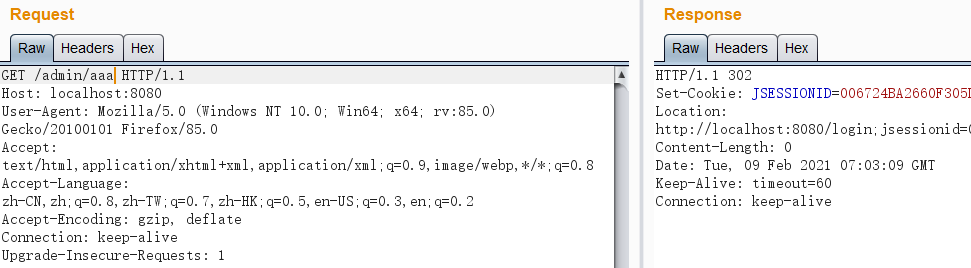 Request
Raw Headers Hex
GET /admin/aaa HTTP/1.1
Host: localhost:8080
User-Agent: Mozilla/5.0 (Windows NT 10.0; Win64; x64; rv:85.0)
Gecko/20100101 Firefox/85.0
Accept:
text/html,application/xhtml+xml,application/xml;q=0.9,image/webp,*/*;q=0.8
Accept-Language:
zh-CN,zh;q=0.8,zh-TW;q=0.7,zh-HK;q=0.5,en-US;q=0.3,en;q=0.2
Accept-Encoding: gzip, deflate
Connection: keep-alive
Upgrade-Insecure-Requests: 1
Response
Raw Headers Hex
HTTP/1.1 302
Set-Cookie: JSESSIONID=006724BA2660F305
Location:
http://localhost:8080/login;jsessionid=
Content-Length: 0
Date: Tue, 09 Feb 2021 07:03:09 GMT
Keep-Alive: timeout=60
Connection: keep-alive